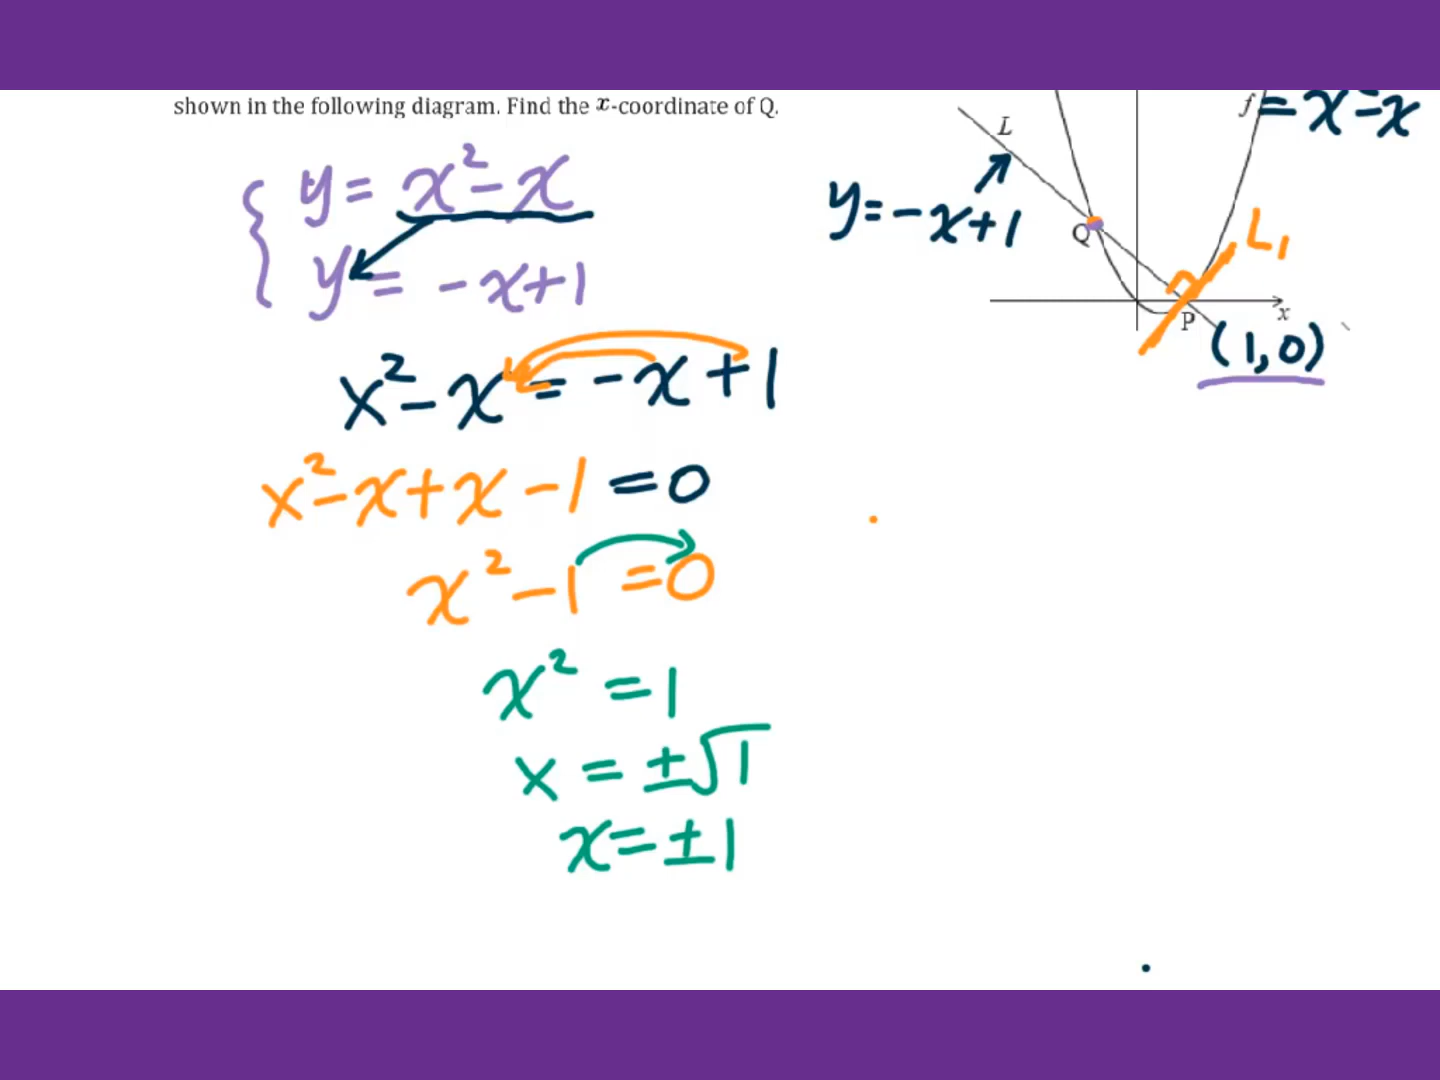 shown in the following diagram. Find the x-coordinate of Q.
f = x² - x
L
y = x² - x
y = -x+1
Q
L₁
y = -x+1
x
P
(1,0)
x² - x = -x + 1
x² - x + x - 1 = 0
x² - 1 = 0
x² = 1
x = ±√1
x = ±1